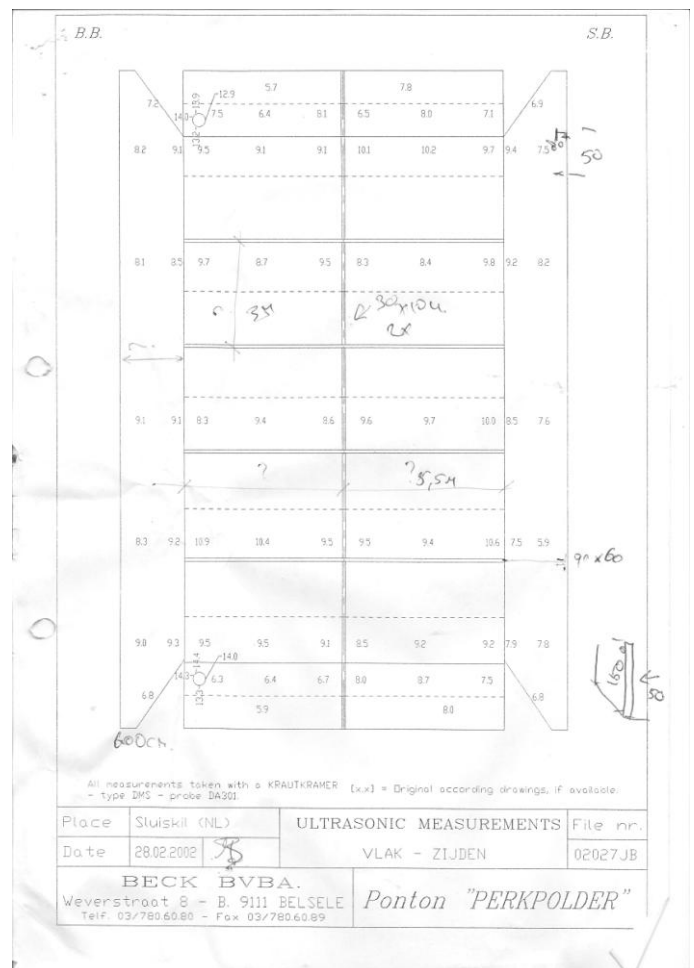 B.B. S.B.
5.7 7.8
7.2 13.9 12.9 6.9
14.0 7.5 6.4 8.1 6.5 8.0 7.1
13.2
8.2 9.1 9.5 9.1 9.1 10.1 10.2 9.7 9.4 7.5
50
8.1 8.5 9.7 8.7 9.5 8.3 8.4 9.8 9.2 8.2
30x10
2x
?
9.1 9.1 8.3 9.4 8.6 9.6 9.7 10.0 8.5 7.6
? ? 5,5M
8.3 9.2 10.9 10.4 9.5 9.5 9.4 10.6 7.5 5.9
90x60
9.0 9.3 9.5 9.5 9.1 8.5 9.2 9.2 7.9 7.8
14.4 14.0
14.3 6.3 6.4 6.7 8.0 8.7 7.5
150
50
6.8 13.3 6.8
5.9 8.0
600cm.
All measurements taken with a KRAUTKRAMER (x.x) = Original according drawings, if available.
- type DMS - probe DA301.
Place Sluiskil (NL) ULTRASONIC MEASUREMENTS File nr.
Date 28.02.2002 VLAK - ZIJDEN 02027JB
BECK BVBA.
Weverstraat 8 - B. 9111 BELSELE
Telf. 03/780.60.80 - Fax 03/780.60.89
Ponton "PERKPOLDER"